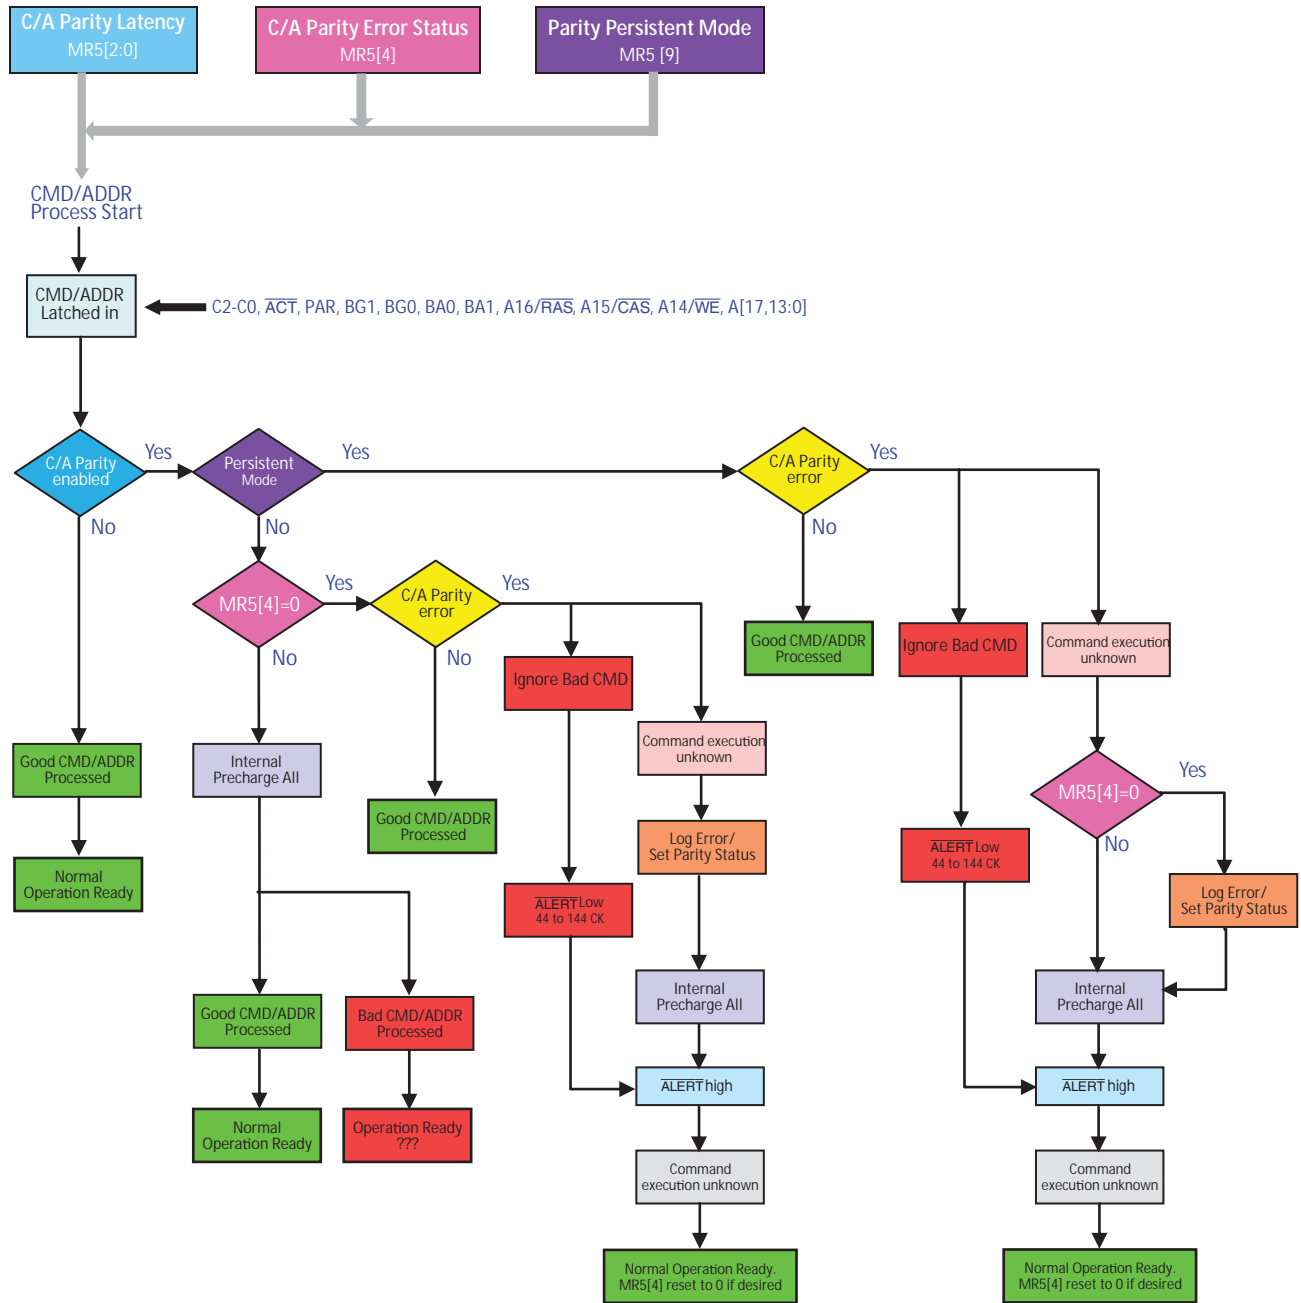 C/A Parity Latency
MR5[2:0]
C/A Parity Error Status
MR5[4]
Parity Persistent Mode
MR5 [9]
CMD/ADDR
Process Start
CMD/ADDR
Latched in
C2-C0, A̅C̅T̅, PAR, BG1, BG0, BA0, BA1, A16/R̅A̅S̅, A15/C̅A̅S̅, A14/W̅E̅, A[17,13:0]
C/A Parity
enabled
Yes
No
Persistent
Mode
Yes
No
C/A Parity
error
Yes
No
MR5[4]=0
Yes
No
C/A Parity
error
Yes
No
Good CMD/ADDR
Processed
Ignore Bad CMD
Command execution
unknown
Ignore Bad CMD
Command execution
unknown
Good CMD/ADDR
Processed
Internal
Precharge All
Good CMD/ADDR
Processed
MR5[4]=0
Yes
No
Log Error/
Set Parity Status
A̅L̅E̅R̅T̅ Low
44 to 144 CK
Normal
Operation Ready
A̅L̅E̅R̅T̅ Low
44 to 144 CK
Log Error/
Set Parity Status
Good CMD/ADDR
Processed
Bad CMD/ADDR
Processed
Internal
Precharge All
Internal
Precharge All
A̅L̅E̅R̅T̅ high
A̅L̅E̅R̅T̅ high
Normal
Operation Ready
Operation Ready
???
Command
execution unknown
Command
execution unknown
Normal Operation Ready.
MR5[4] reset to 0 if desired
Normal Operation Ready.
MR5[4] reset to 0 if desired